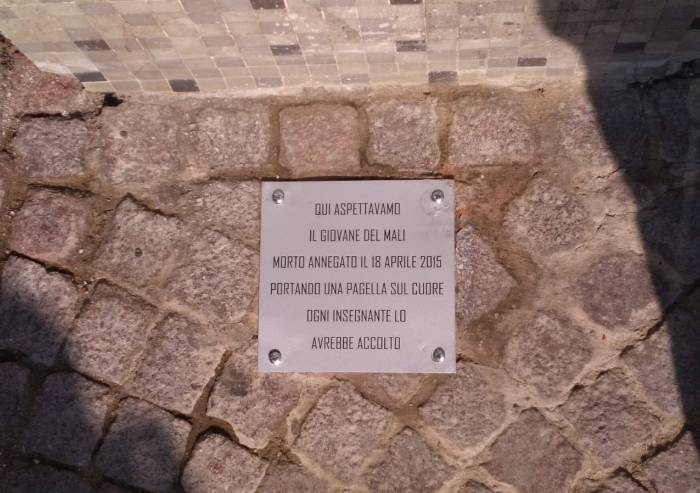 QUI ASPETTAVAMO
IL GIOVANE DEL MALI
MORTO ANNEGATO IL 18 APRILE 2015
PORTANDO UNA PAGELLA SUL CUORE
OGNI INSEGNANTE LO
AVREBBE ACCOLTO